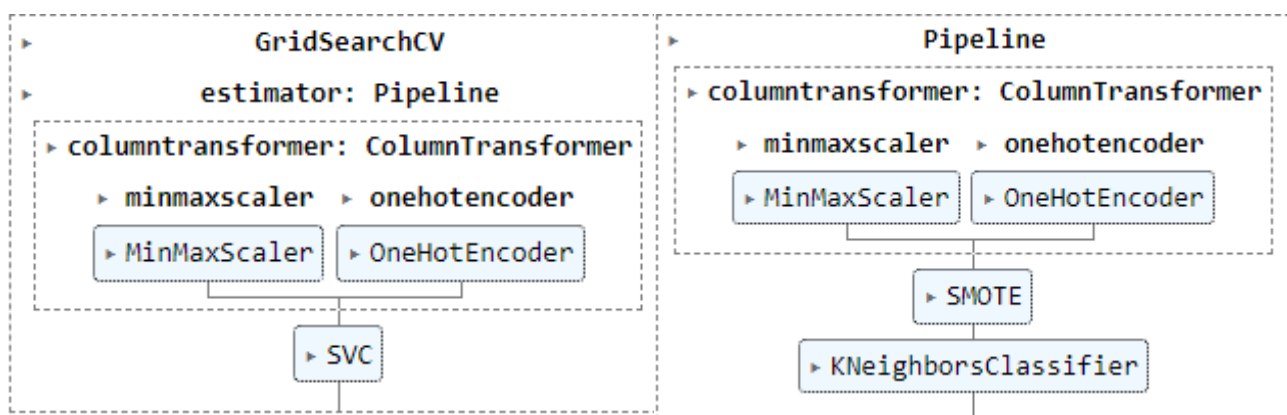 GridSearchCV
estimator: Pipeline
columntransformer: ColumnTransformer
minmaxscaler onehotencoder
MinMaxScaler OneHotEncoder
SVC
Pipeline
columntransformer: ColumnTransformer
minmaxscaler onehotencoder
MinMaxScaler OneHotEncoder
SMOTE
KNeighborsClassifier